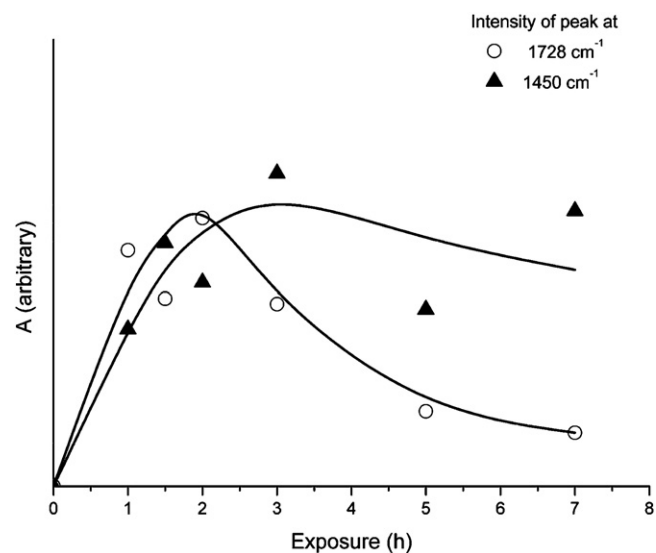 Intensity of peak at
1728 cm⁻¹
1450 cm⁻¹
A (arbitrary)
0 1 2 3 4 5 6 7 8
Exposure (h)